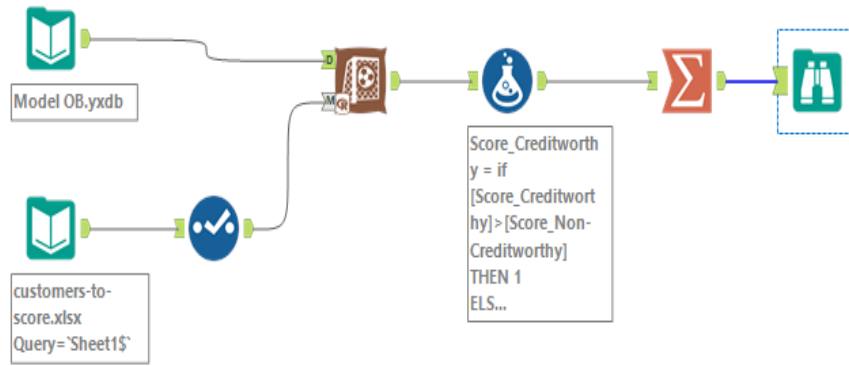 Model OB.yxdb
D
M
R
Score_Creditworth
y = if
[Score_Creditwort
hy]>[Score_Non-
Creditworthy]
THEN 1
ELS...
Σ
customers-to-
score.xlsx
Query=`Sheet1$`